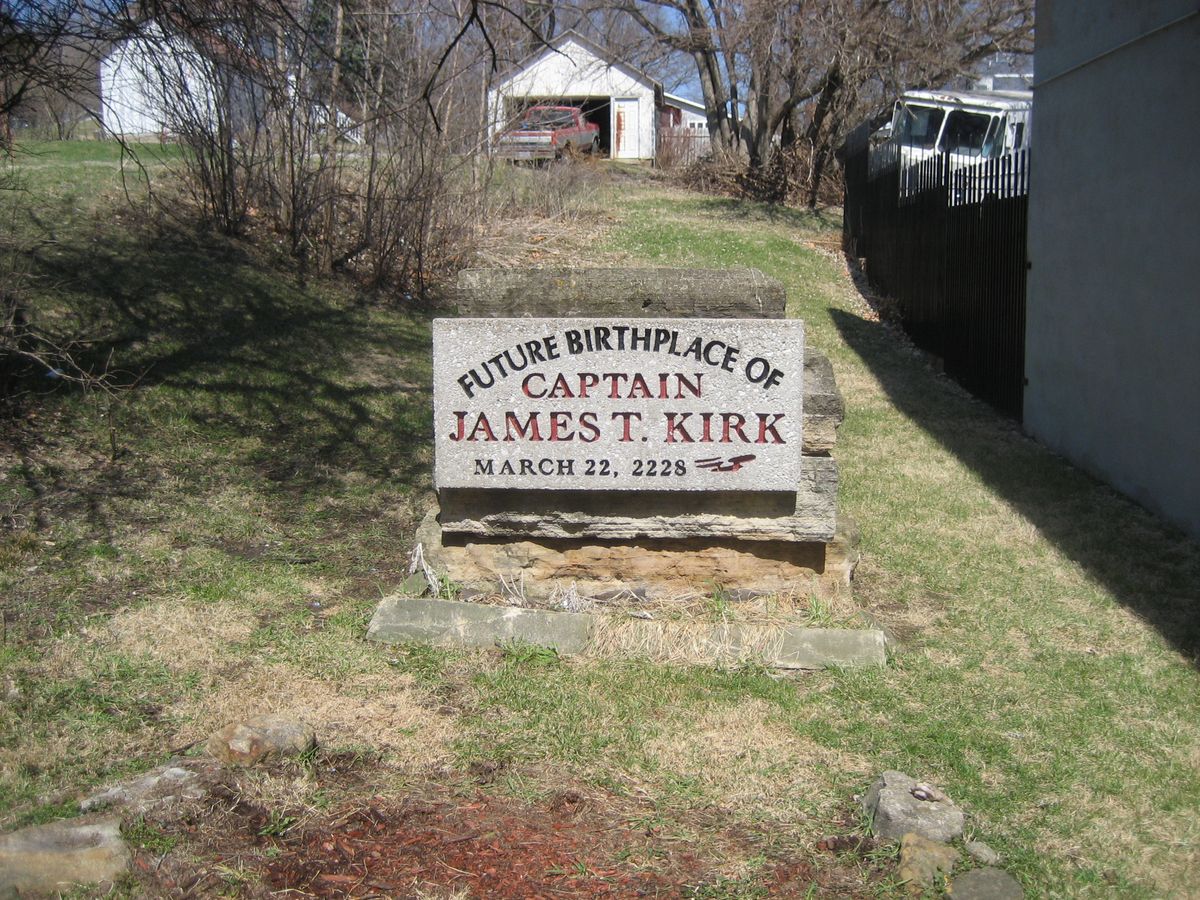 FUTURE BIRTHPLACE OF
CAPTAIN
JAMES T. KIRK
MARCH 22, 2228